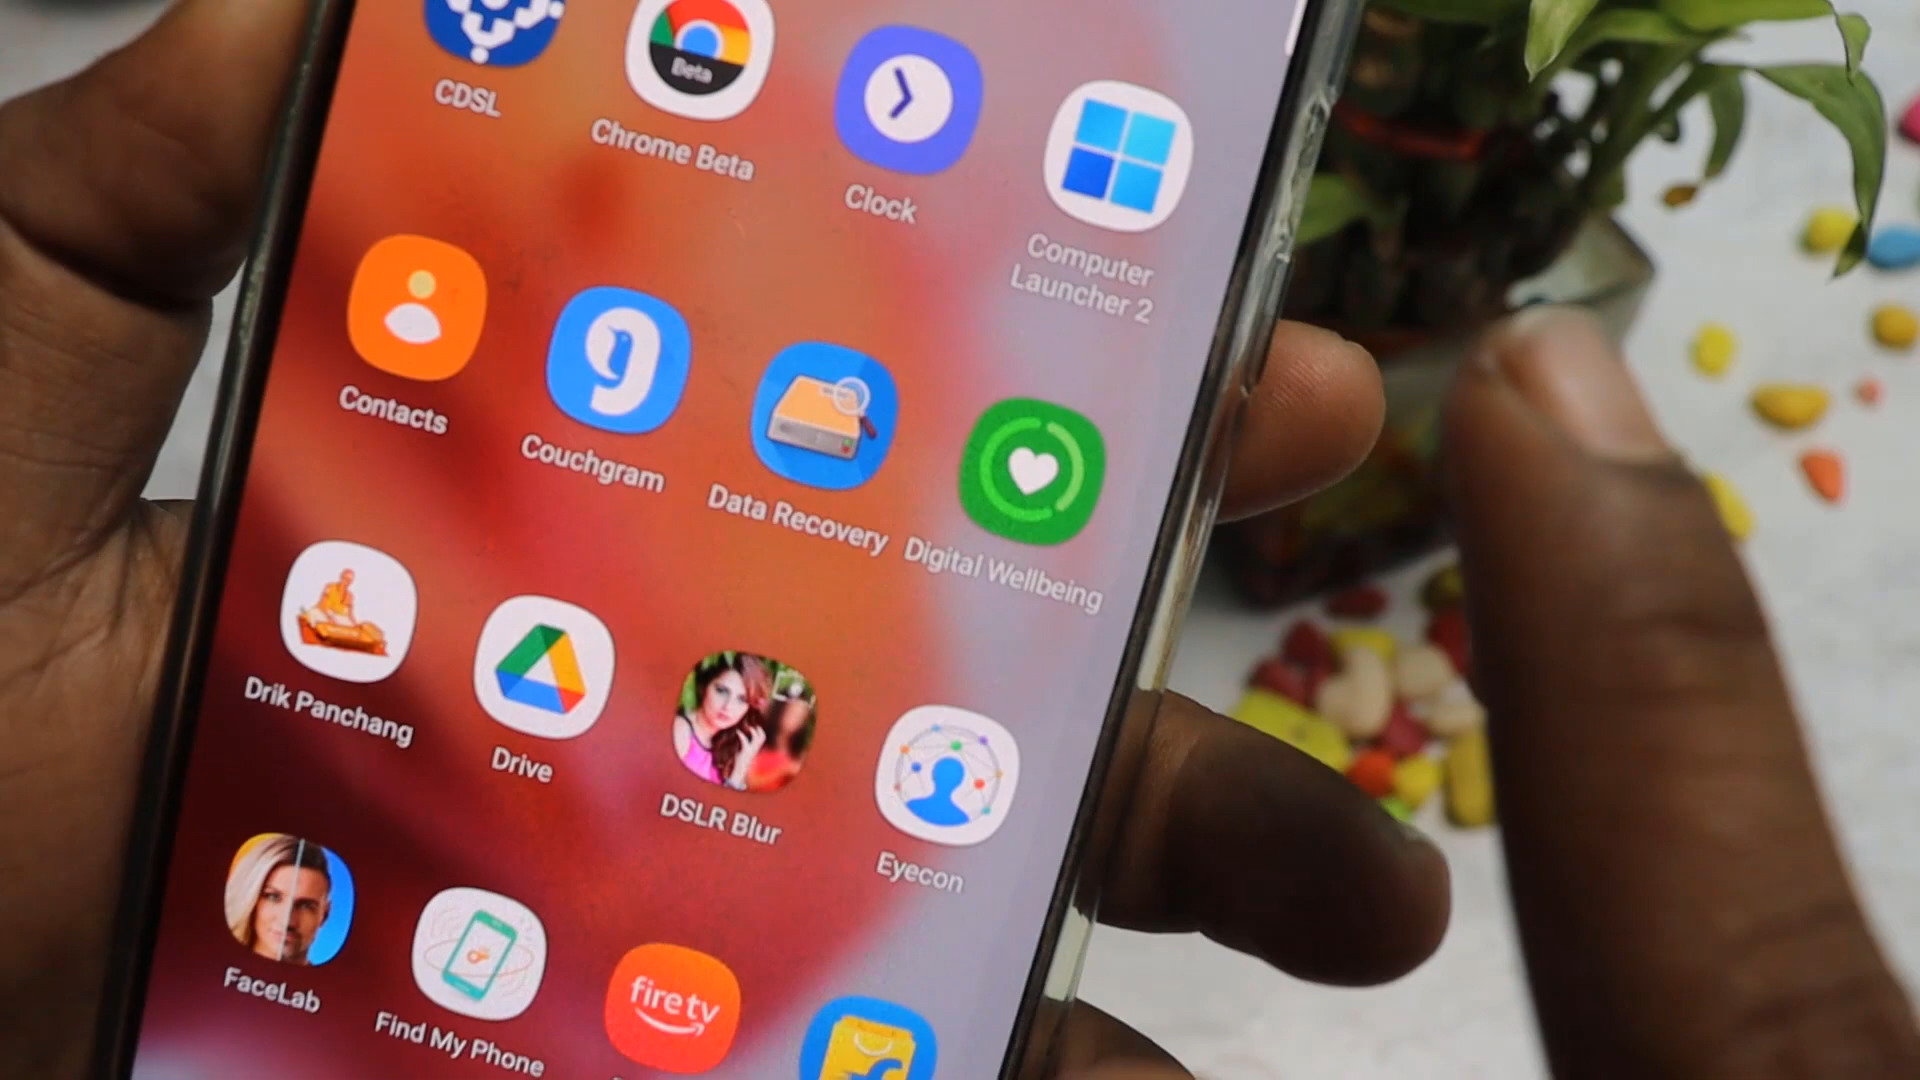 CDSL
Beta
Chrome Beta
Clock
Computer
Launcher 2
Contacts
Couchgram
Data Recovery
Digital Wellbeing
Drik Panchang
Drive
DSLR Blur
Eyecon
FaceLab
Find My Phone
fire tv